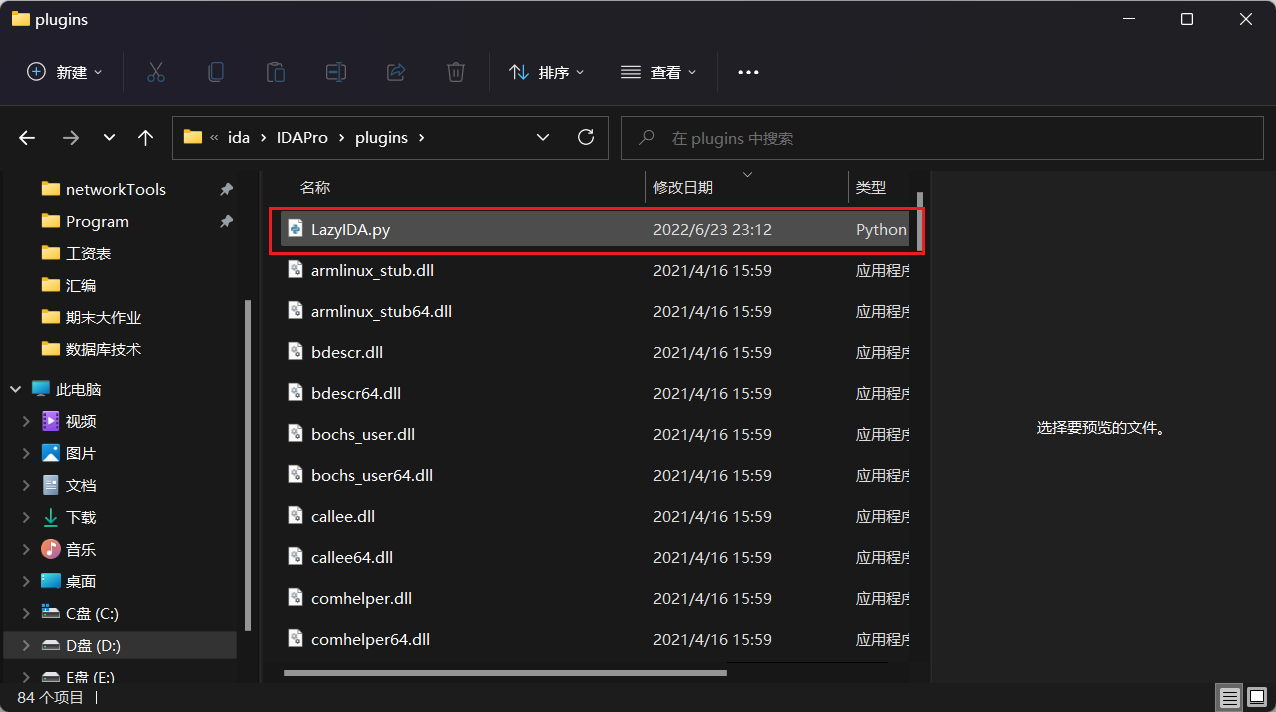 plugins
新建 排序 查看
« ida › IDAPro › plugins › 在 plugins 中搜索
networkTools
Program
工资表
汇编
期末大作业
数据库技术
此电脑
视频
图片
文档
下载
音乐
桌面
C盘 (C:)
D盘 (D:)
E盘 (E:)
名称 修改日期 类型
LazyIDA.py 2022/6/23 23:12 Python
armlinux_stub.dll 2021/4/16 15:59 应用程序
armlinux_stub64.dll 2021/4/16 15:59 应用程序
bdescr.dll 2021/4/16 15:59 应用程序
bdescr64.dll 2021/4/16 15:59 应用程序
bochs_user.dll 2021/4/16 15:59 应用程序
bochs_user64.dll 2021/4/16 15:59 应用程序
callee.dll 2021/4/16 15:59 应用程序
callee64.dll 2021/4/16 15:59 应用程序
comhelper.dll 2021/4/16 15:59 应用程序
comhelper64.dll 2021/4/16 15:59 应用程序
选择要预览的文件。
84 个项目